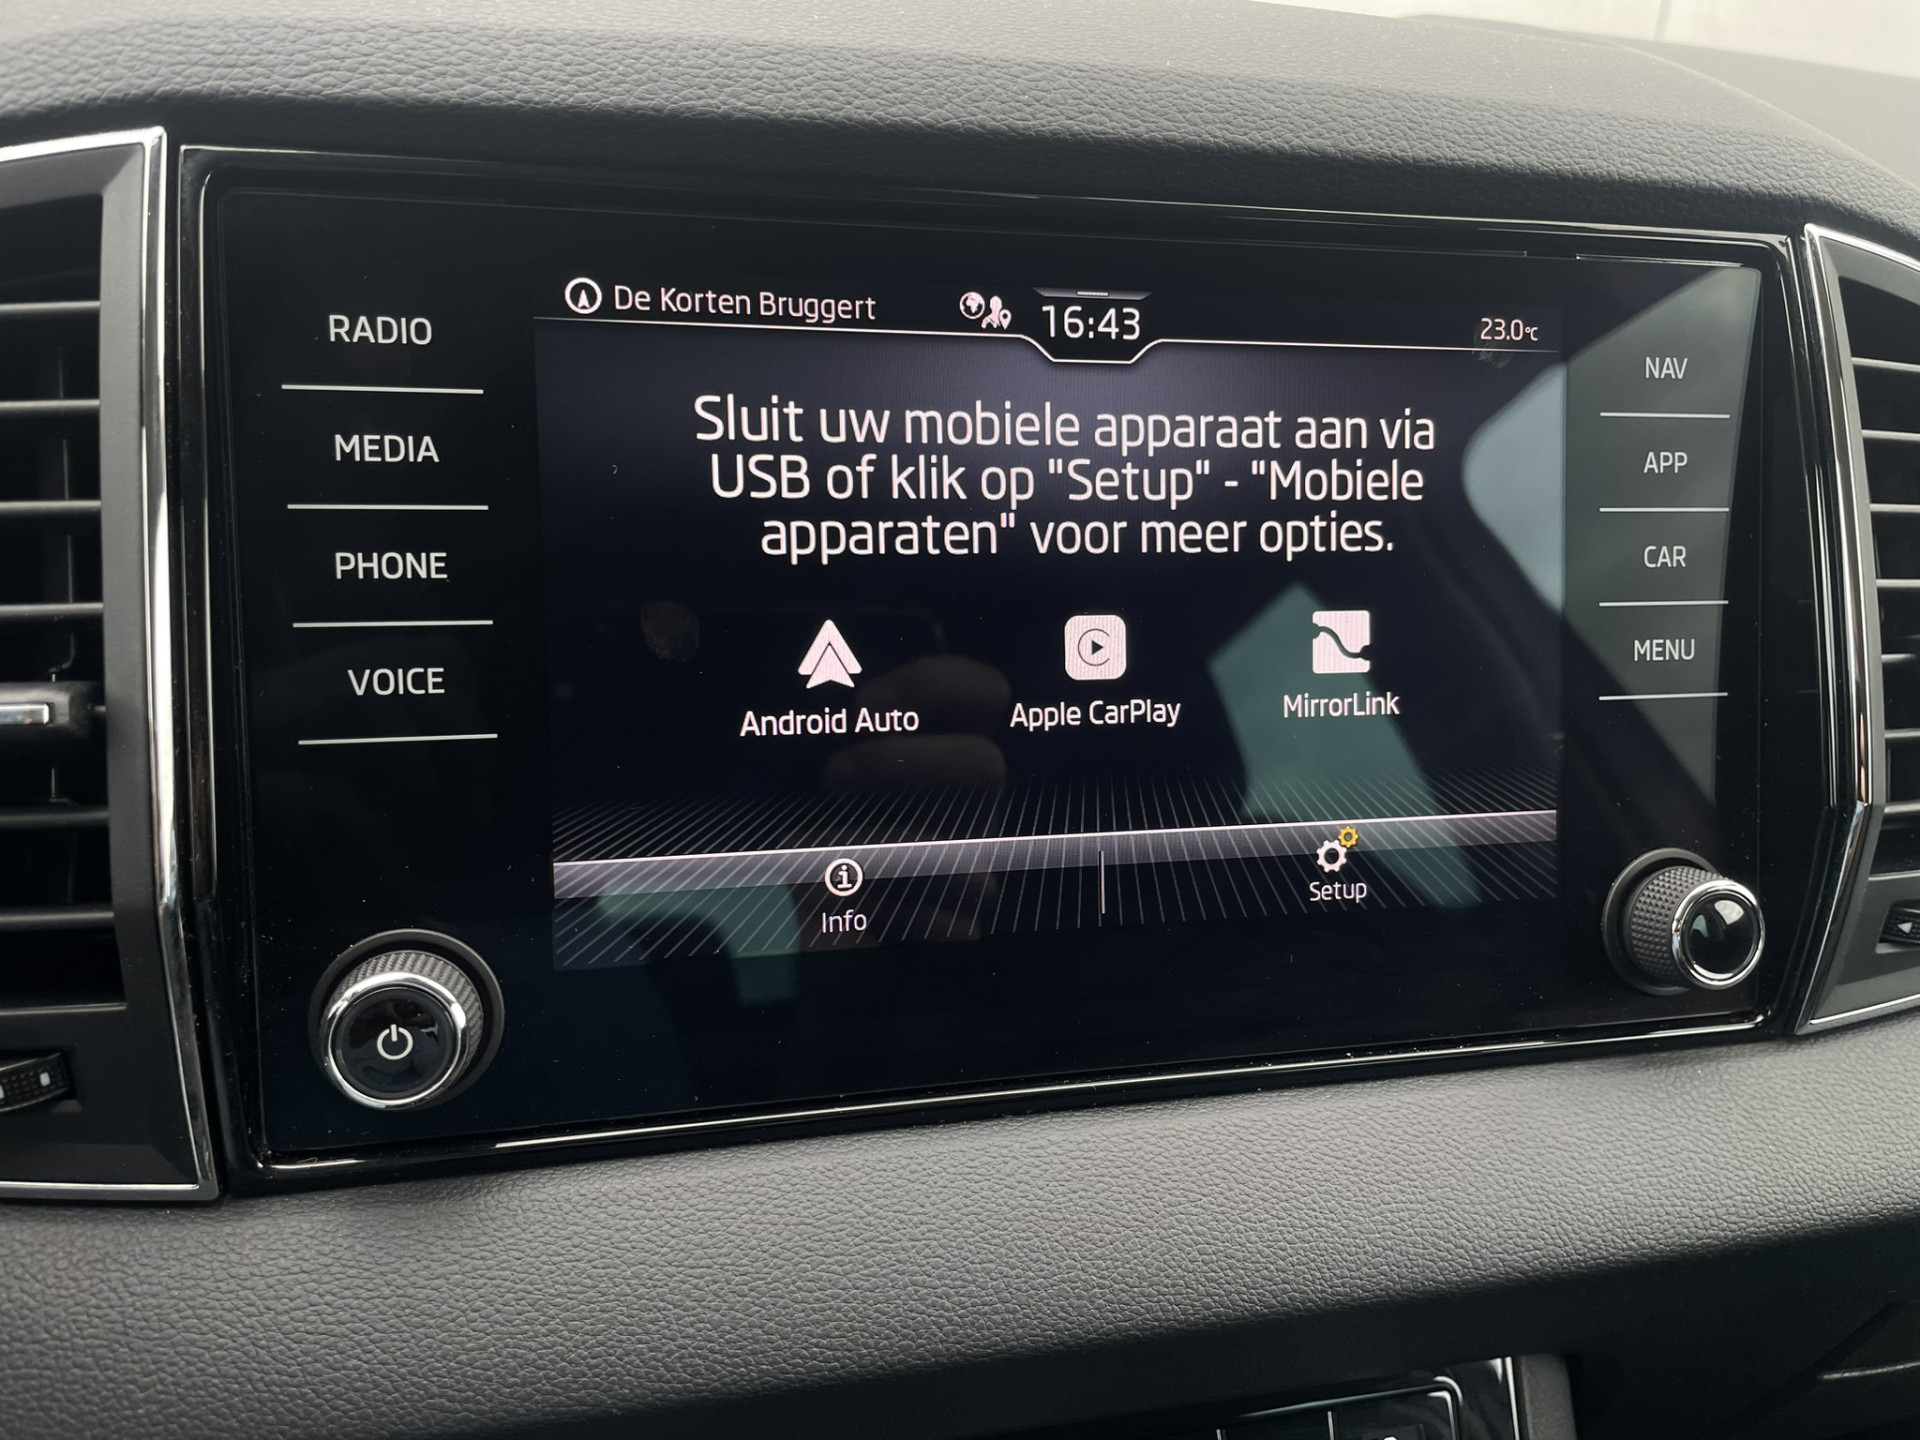 De Korten Bruggert
16:43
23.0°C
RADIO
MEDIA
PHONE
VOICE
Sluit uw mobiele apparaat aan via
USB of klik op "Setup" - "Mobiele
apparaten" voor meer opties.
Android Auto
Apple CarPlay
MirrorLink
Info
Setup
NAV
APP
CAR
MENU